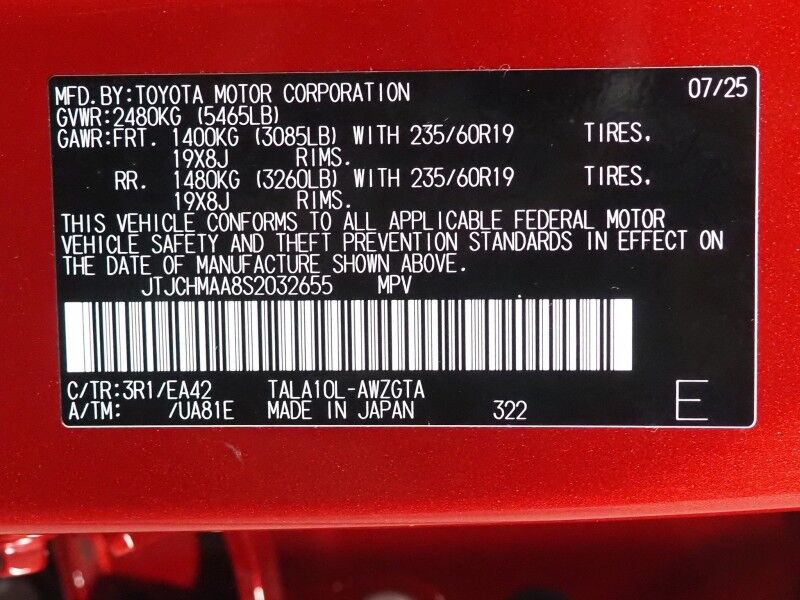 MFD.BY:TOYOTA MOTOR CORPORATION 07/25
GVWR:2480KG (5465LB)
GAWR:FRT. 1400KG (3085LB) WITH 235/60R19 TIRES.
19X8J RIMS.
RR. 1480KG (3260LB) WITH 235/60R19 TIRES.
19X8J RIMS.
THIS VEHICLE CONFORMS TO ALL APPLICABLE FEDERAL MOTOR
VEHICLE SAFETY AND THEFT PREVENTION STANDARDS IN EFFECT ON
THE DATE OF MANUFACTURE SHOWN ABOVE.
JTJCHMAA8S2032655 MPV
C/TR:3R1/EA42 TALA10L-AWZGTA
A/TM: /UA81E MADE IN JAPAN 322 E